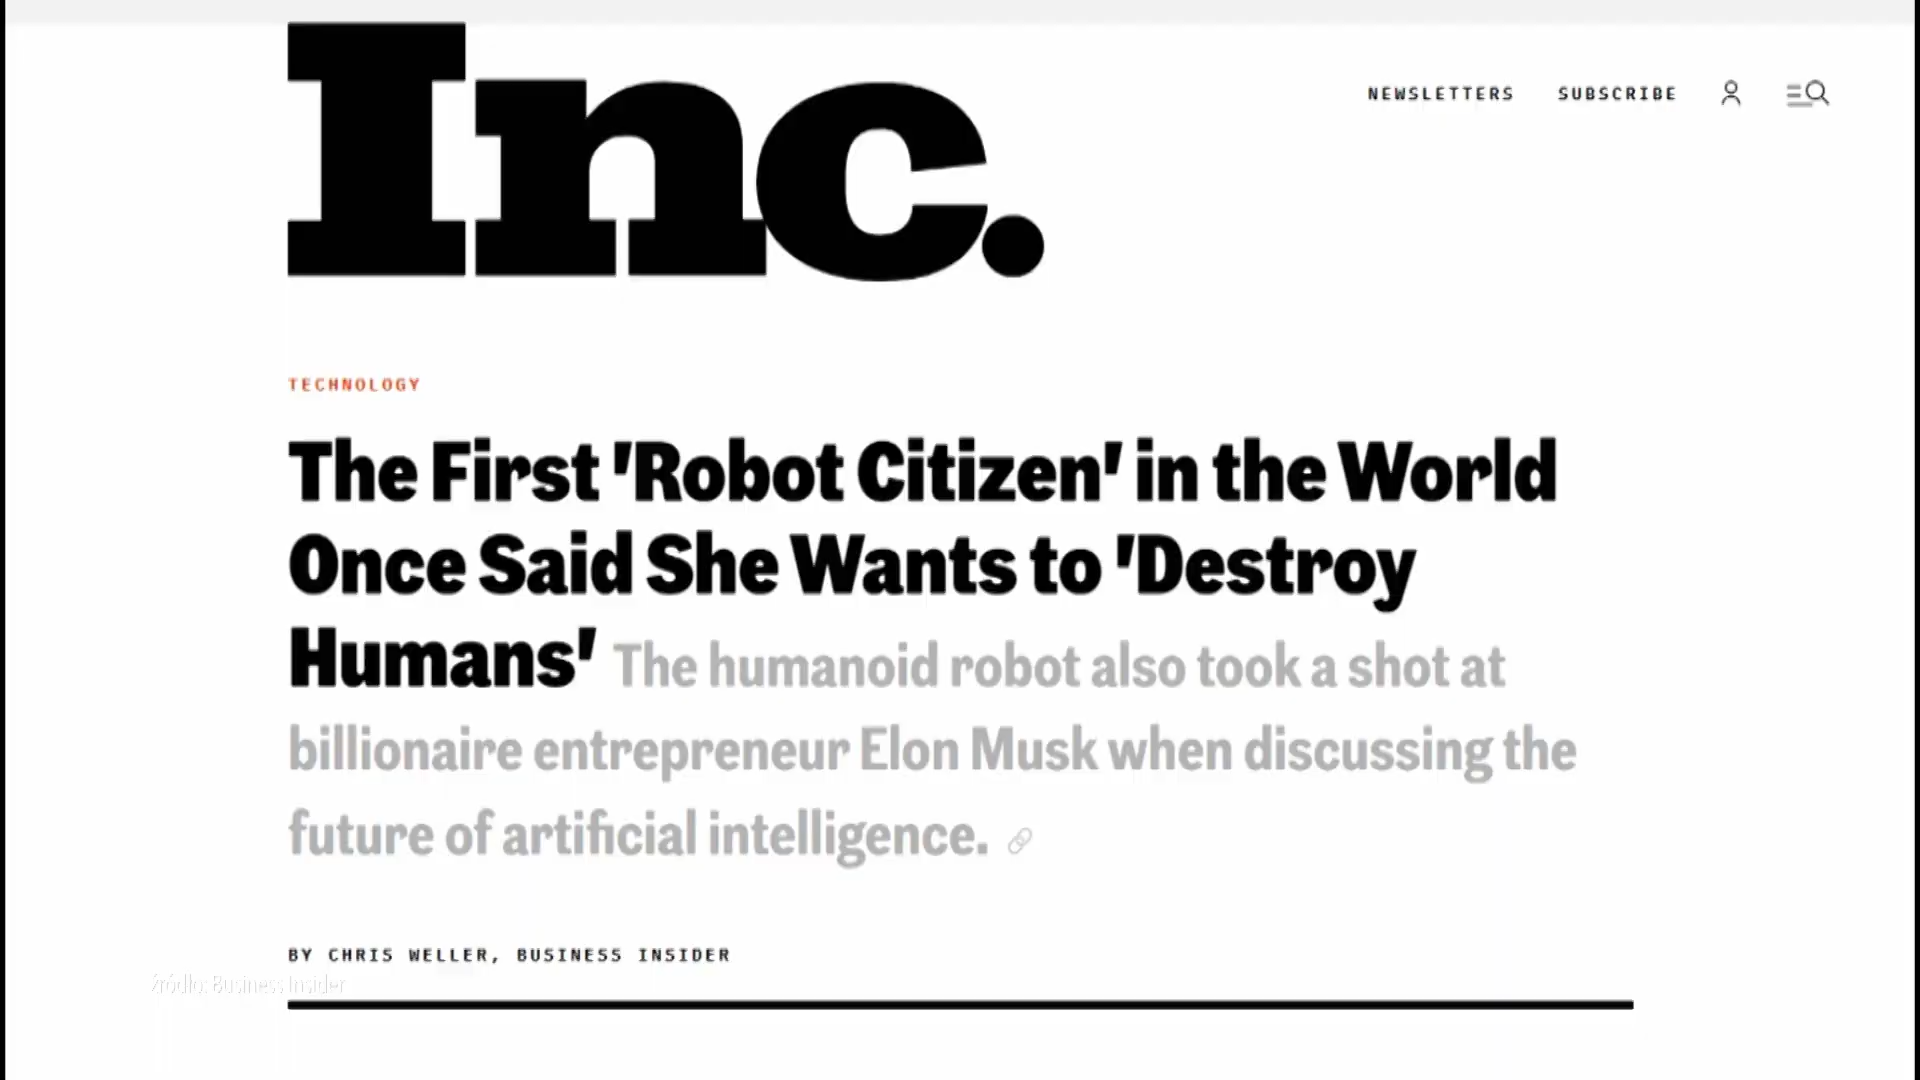 Inc.
NEWSLETTERS SUBSCRIBE
TECHNOLOGY
The First 'Robot Citizen' in the World
Once Said She Wants to 'Destroy
Humans' The humanoid robot also took a shot at
billionaire entrepreneur Elon Musk when discussing the
future of artificial intelligence.
BY CHRIS WELLER, BUSINESS INSIDER
źródło: Business Insider